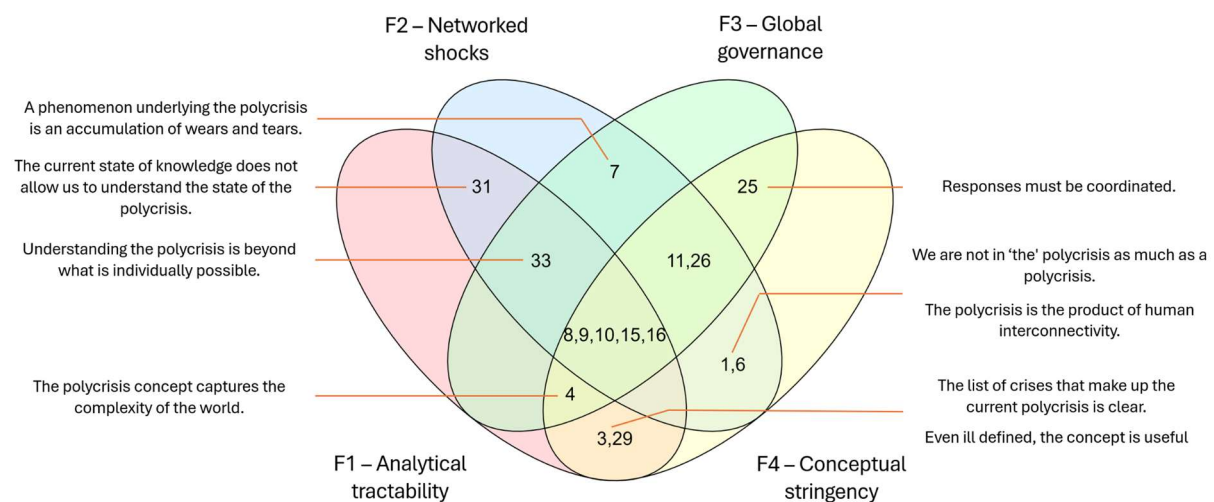 F2 – Networked
shocks
F3 – Global
governance
A phenomenon underlying the polycrisis
is an accumulation of wears and tears.
The current state of knowledge does not
allow us to understand the state of the
polycrisis.
Understanding the polycrisis is beyond
what is individually possible.
The polycrisis concept captures the
complexity of the world.
7
31
25
33
11,26
8,9,10,15,16
1,6
4
3,29
Responses must be coordinated.
We are not in ‘the' polycrisis as much as a
polycrisis.
The polycrisis is the product of human
interconnectivity.
The list of crises that make up the
current polycrisis is clear.
Even ill defined, the concept is useful
F1 – Analytical
tractability
F4 – Conceptual
stringency